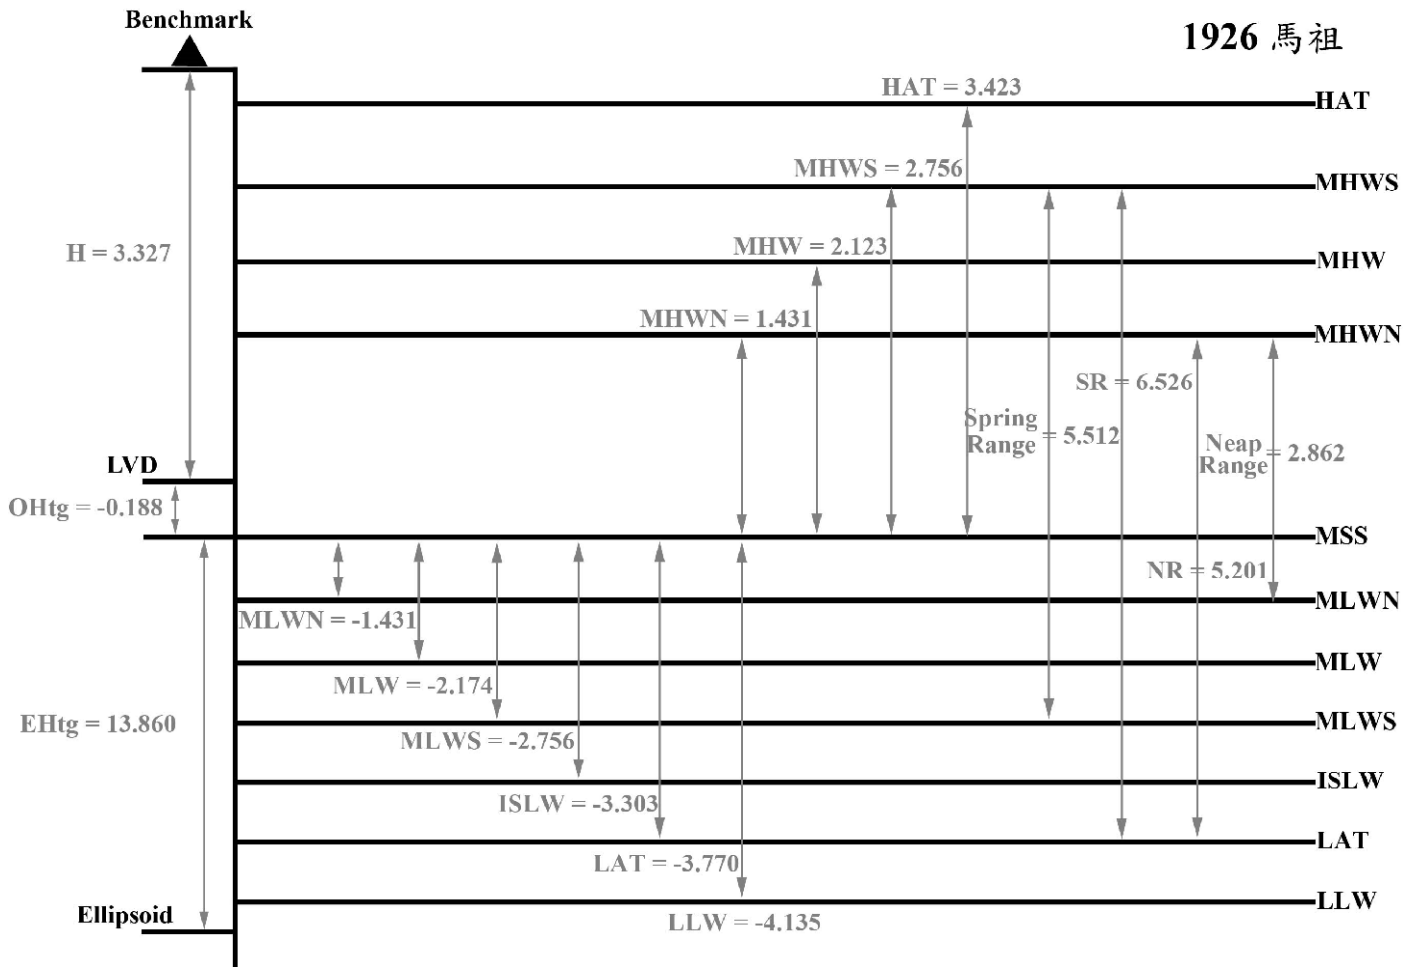 Benchmark
1926 馬祖
HAT = 3.423
HAT
MHWS = 2.756
MHWS
H = 3.327
MHW = 2.123
MHW
MHWN = 1.431
MHWN
SR = 6.526
Spring
Range = 5.512
Neap
Range = 2.862
LVD
OHtg = -0.188
MSS
NR = 5.201
MLWN
MLWN = -1.431
MLW
MLW = -2.174
EHtg = 13.860
MLWS
MLWS = -2.756
ISLW
ISLW = -3.303
LAT
LAT = -3.770
LLW
Ellipsoid
LLW = -4.135